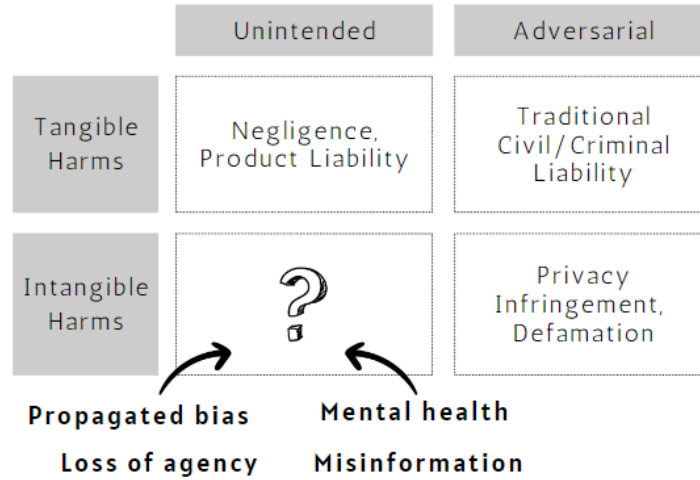 Unintended
Adversarial
Tangible
Harms
Negligence,
Product Liability
Traditional
Civil/Criminal
Liability
Intangible
Harms
?
Privacy
Infringement,
Defamation
Propagated bias
Mental health
Loss of agency
Misinformation